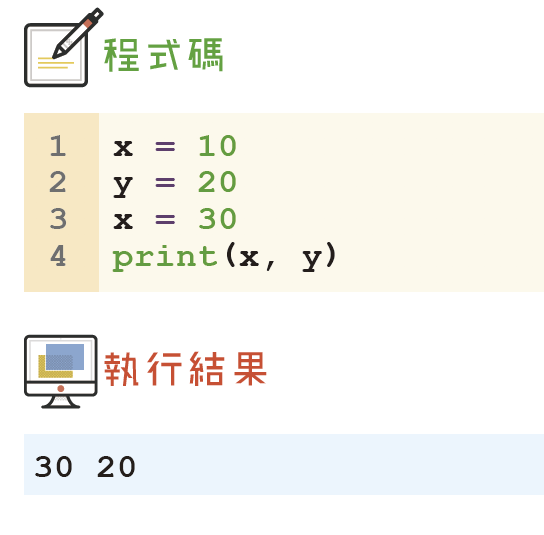 程式碼
1 x = 10
2 y = 20
3 x = 30
4 print(x, y)
執行結果
30 20